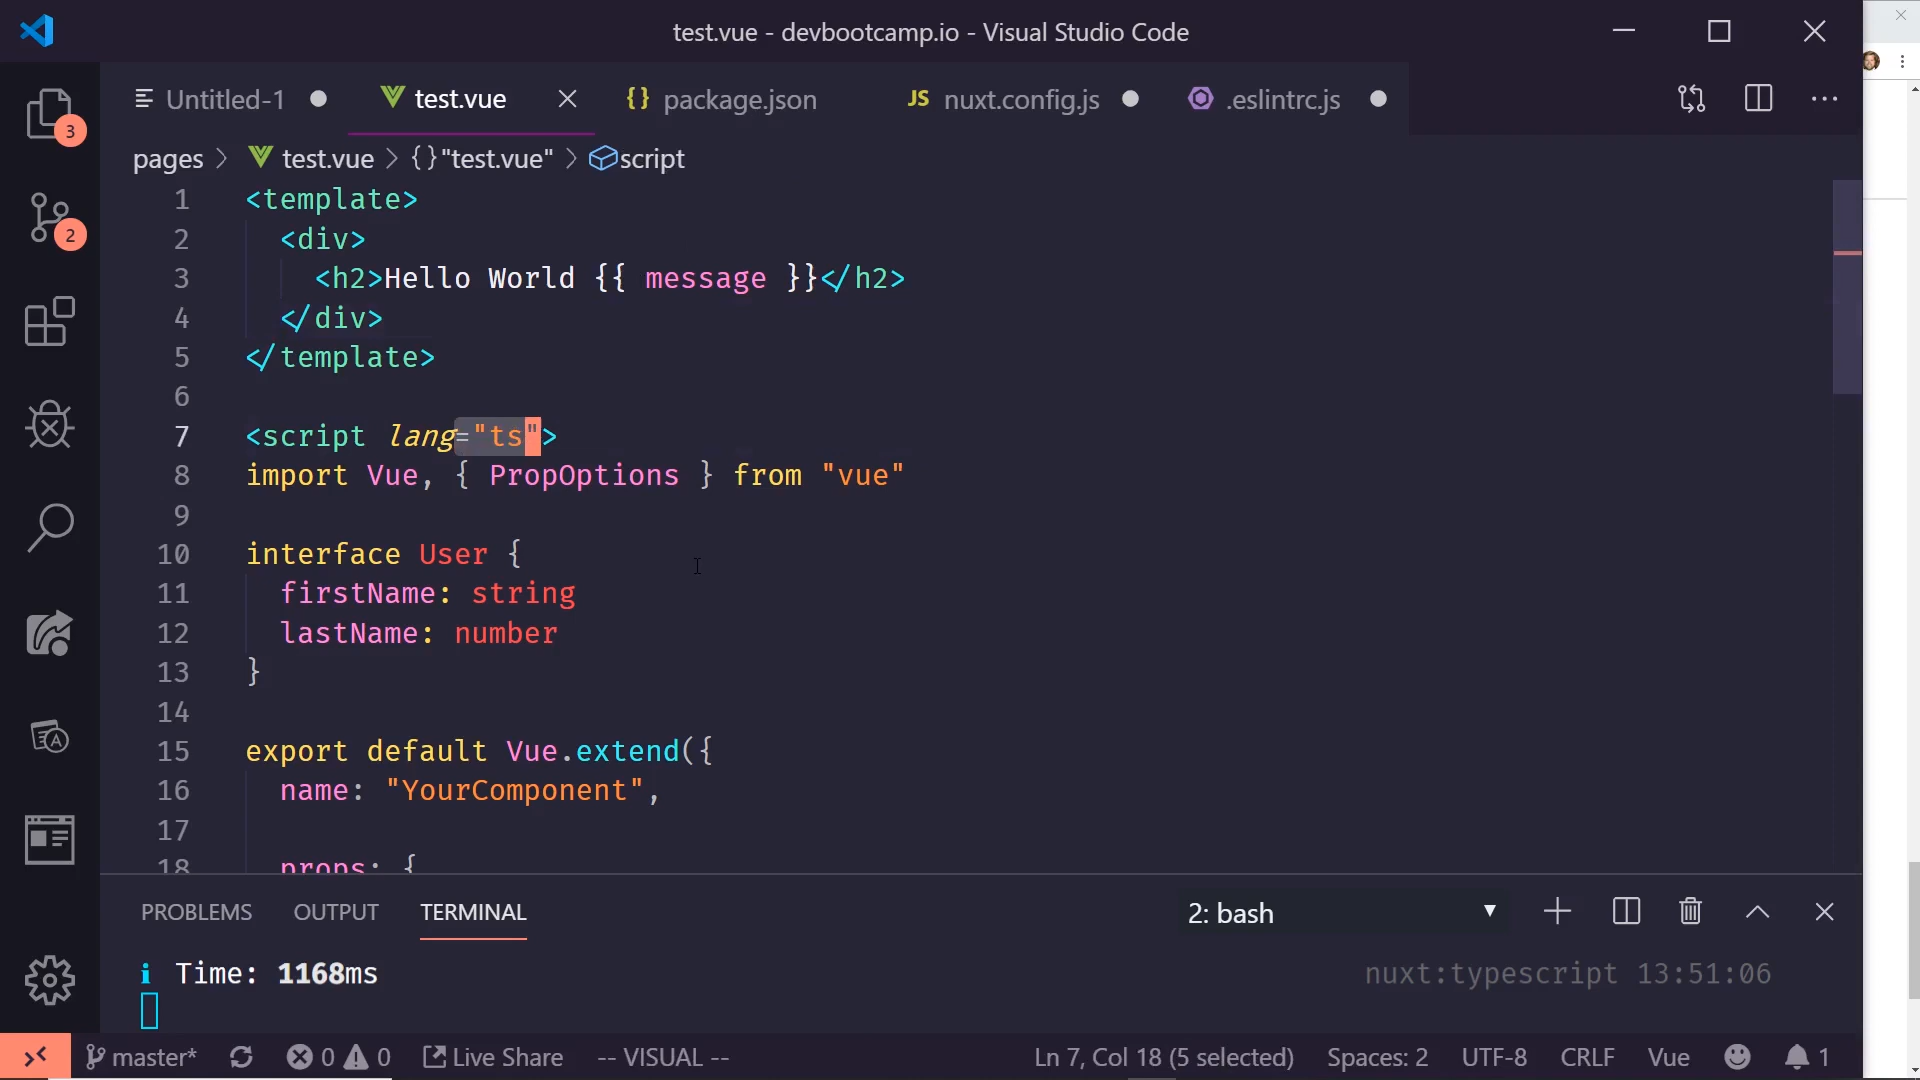 test.vue - devbootcamp.io - Visual Studio Code
Untitled-1 test.vue {} package.json JS nuxt.config.js .eslintrc.js
pages > test.vue > {} "test.vue" > script
1 <template>
2 <div>
3 <h2>Hello World {{ message }}</h2>
4 </div>
5 </template>
6
7 <script lang="ts">
8 import Vue, { PropOptions } from "vue"
9
10 interface User {
11 firstName: string
12 lastName: number
13 }
14
15 export default Vue.extend({
16 name: "YourComponent",
17
18 props: {
3
2
PROBLEMS OUTPUT TERMINAL 2: bash
i Time: 1168ms nuxt:typescript 13:51:06
master* 0 0 Live Share -- VISUAL -- Ln 7, Col 18 (5 selected) Spaces: 2 UTF-8 CRLF Vue 1